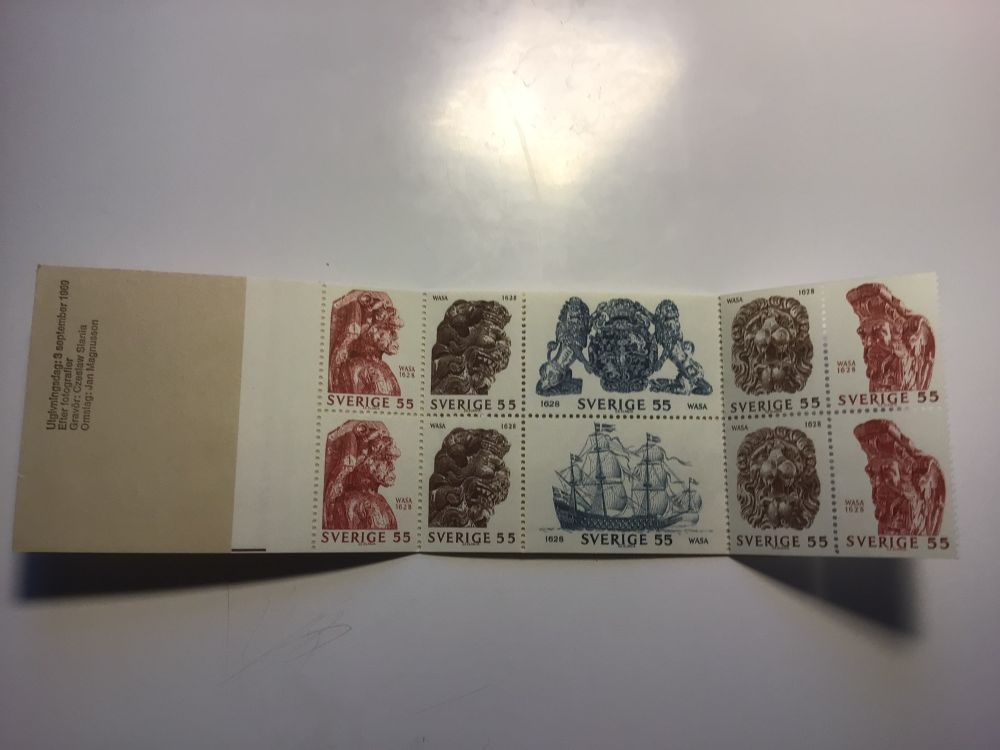 Utgivningsdag: 3 september 1969
Efter fotografier
Gravör: Czeslaw Slania
Omslag: Jan Magnusson
WASA
1628
SVERIGE 55
WASA 1628
SVERIGE 55
1628 SVERIGE 55 WASA
WASA 1628
SVERIGE 55
WASA
1628
SVERIGE 55
WASA
1628
SVERIGE 55
WASA 1628
SVERIGE 55
1628 SVERIGE 55 WASA
WASA 1628
SVERIGE 55
WASA
1628
SVERIGE 55